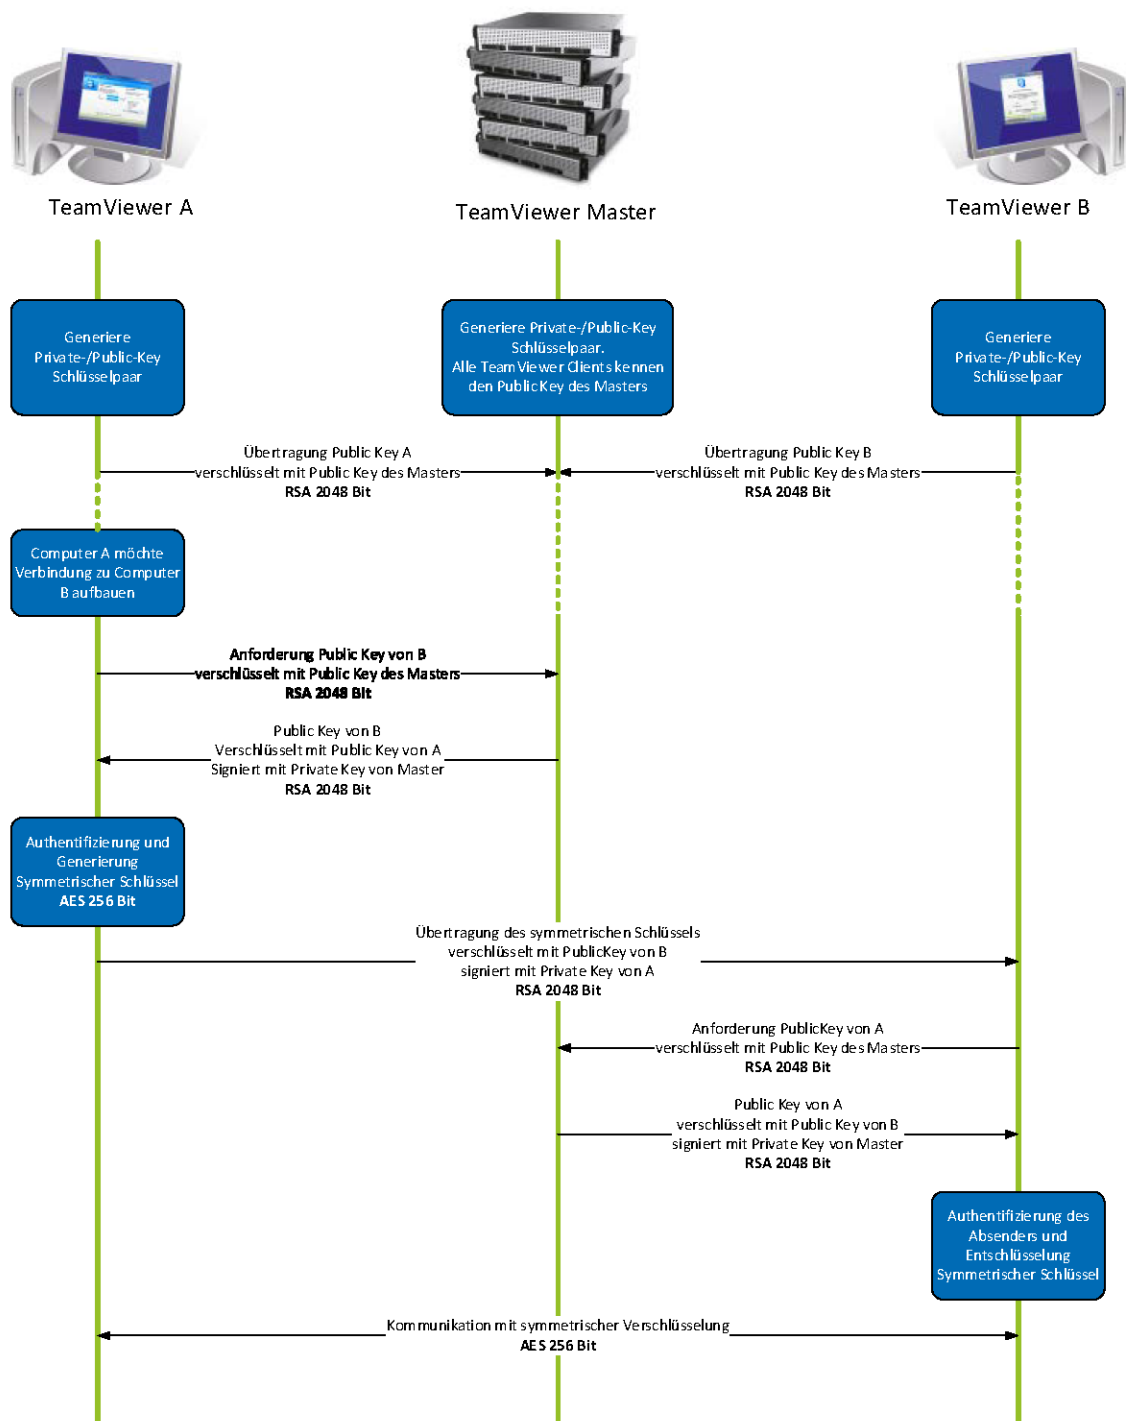 TeamViewer A
TeamViewer Master
TeamViewer B
Generiere
Private-/Public-Key
Schlüsselpaar
Generiere Private-/Public-Key
Schlüsselpaar.
Alle TeamViewer Clients kennen
den Public Key des Masters
Generiere
Private-/Public-Key
Schlüsselpaar
Übertragung Public Key A
verschlüsselt mit Public Key des Masters
RSA 2048 Bit
Übertragung Public Key B
verschlüsselt mit Public Key des Masters
RSA 2048 Bit
Computer A möchte
Verbindung zu Computer
B aufbauen
Anforderung Public Key von B
verschlüsselt mit Public Key des Masters
RSA 2048 Bit
Public Key von B
Verschlüsselt mit Public Key von A
Signiert mit Private Key von Master
RSA 2048 Bit
Authentifizierung und
Generierung
Symmetrischer Schlüssel
AES 256 Bit
Übertragung des symmetrischen Schlüssels
verschlüsselt mit PublicKey von B
signiert mit Private Key von A
RSA 2048 Bit
Anforderung PublicKey von A
verschlüsselt mit Public Key des Masters
RSA 2048 Bit
Public Key von A
verschlüsselt mit Public Key von B
signiert mit Private Key von Master
RSA 2048 Bit
Authentifizierung des
Absenders und
Entschlüsselung
Symmetrischer Schlüssel
Kommunikation mit symmetrischer Verschlüsselung
AES 256 Bit